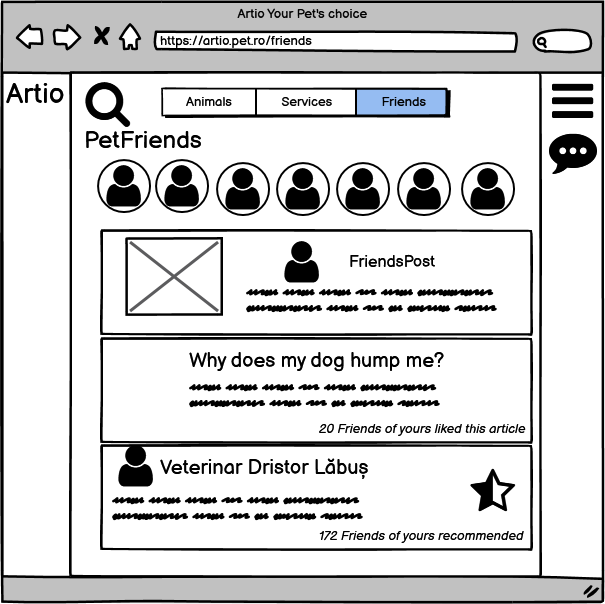 Artio Your Pet's choice
https://artio.pet.ro/friends
Artio
Animals
Services
Friends
PetFriends
FriendsPost
Why does my dog hump me?
20 Friends of yours liked this article
Veterinar Dristor Lăbuș
172 Friends of yours recommended